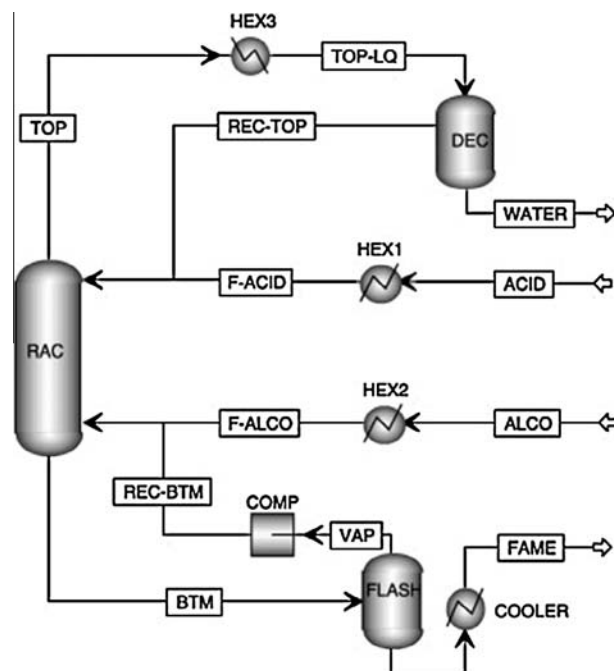 HEX3
TOP-LQ
TOP
REC-TOP
DEC
WATER
HEX1
F-ACID
ACID
RAC
HEX2
F-ALCO
ALCO
REC-BTM
COMP
VAP
FAME
BTM
FLASH
COOLER